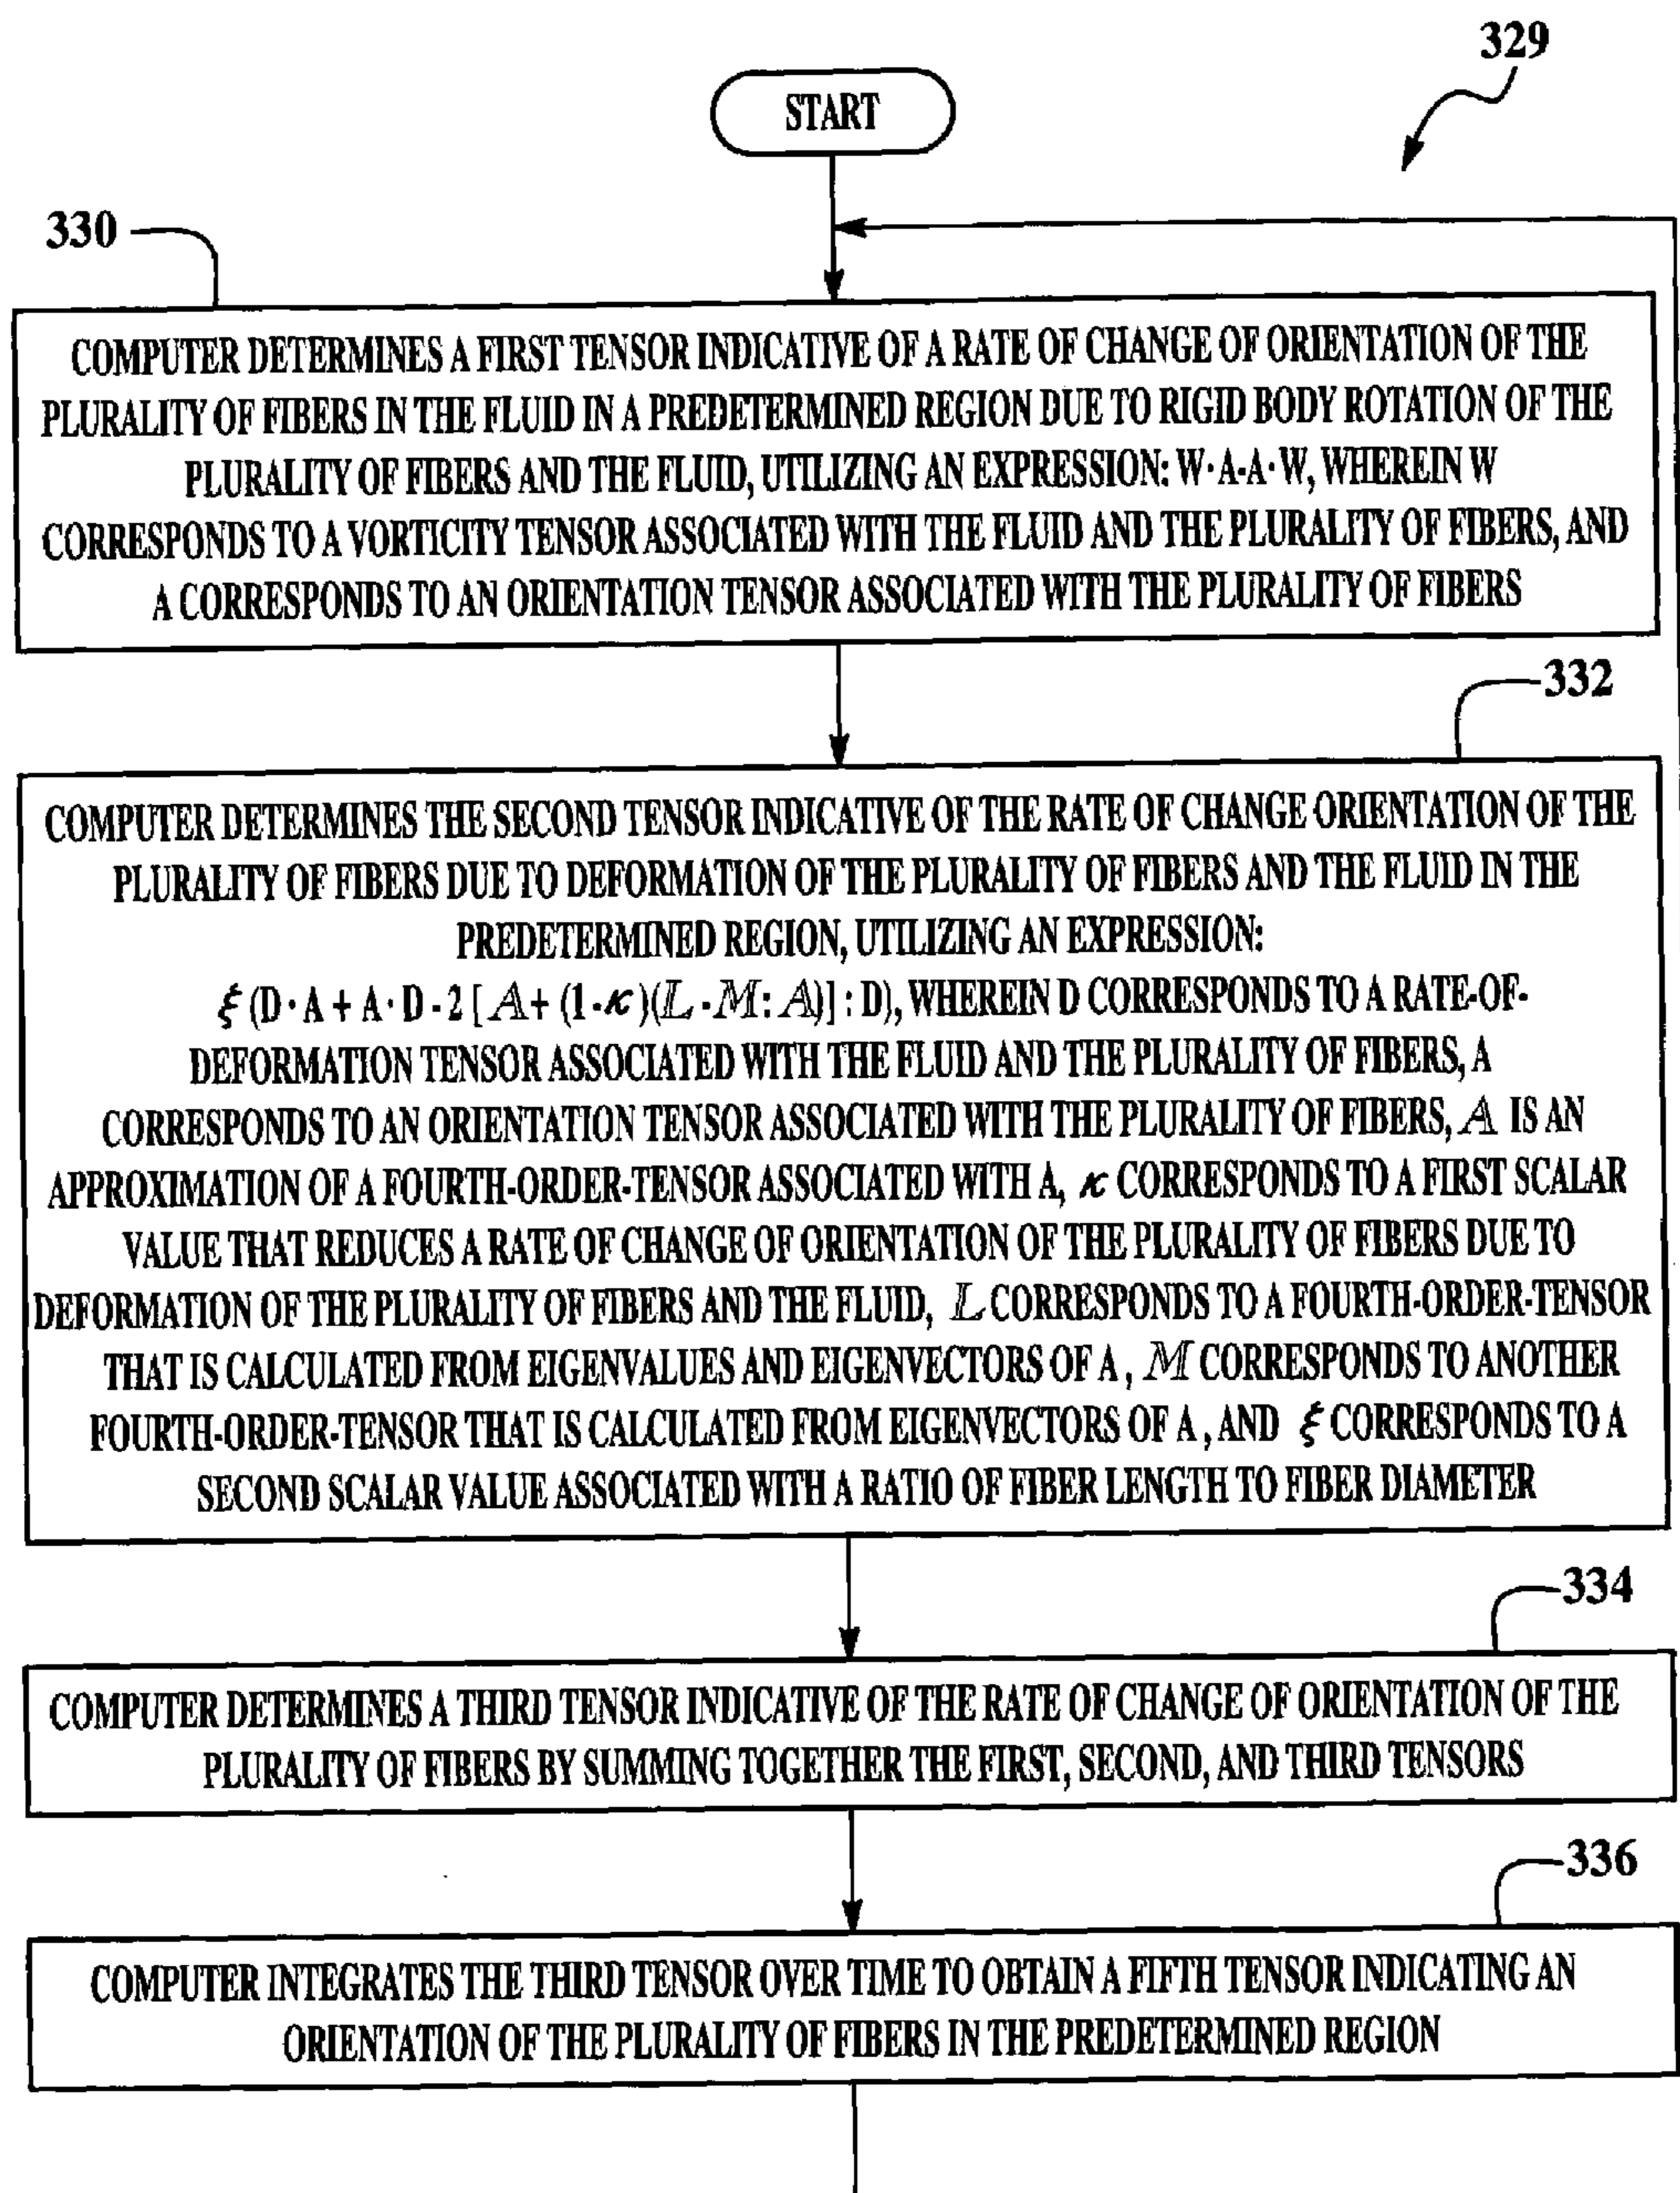 329
START
330
COMPUTER DETERMINES A FIRST TENSOR INDICATIVE OF A RATE OF CHANGE OF ORIENTATION OF THE
PLURALITY OF FIBERS IN THE FLUID IN A PREDETERMINED REGION DUE TO RIGID BODY ROTATION OF THE
PLURALITY OF FIBERS AND THE FLUID, UTILIZING AN EXPRESSION: W·A-A·W, WHEREIN W
CORRESPONDS TO A VORTICITY TENSOR ASSOCIATED WITH THE FLUID AND THE PLURALITY OF FIBERS, AND
A CORRESPONDS TO AN ORIENTATION TENSOR ASSOCIATED WITH THE PLURALITY OF FIBERS
332
COMPUTER DETERMINES THE SECOND TENSOR INDICATIVE OF THE RATE OF CHANGE ORIENTATION OF THE
PLURALITY OF FIBERS DUE TO DEFORMATION OF THE PLURALITY OF FIBERS AND THE FLUID IN THE
PREDETERMINED REGION, UTILIZING AN EXPRESSION:
ξ (D · A + A · D - 2 [ 𝔸 + (1-κ)(𝕃 -𝕄: 𝔸)] : D), WHEREIN D CORRESPONDS TO A RATE-OF-
DEFORMATION TENSOR ASSOCIATED WITH THE FLUID AND THE PLURALITY OF FIBERS, A
CORRESPONDS TO AN ORIENTATION TENSOR ASSOCIATED WITH THE PLURALITY OF FIBERS, 𝔸 IS AN
APPROXIMATION OF A FOURTH-ORDER-TENSOR ASSOCIATED WITH A, κ CORRESPONDS TO A FIRST SCALAR
VALUE THAT REDUCES A RATE OF CHANGE OF ORIENTATION OF THE PLURALITY OF FIBERS DUE TO
DEFORMATION OF THE PLURALITY OF FIBERS AND THE FLUID, 𝕃 CORRESPONDS TO A FOURTH-ORDER-TENSOR
THAT IS CALCULATED FROM EIGENVALUES AND EIGENVECTORS OF A , 𝕄 CORRESPONDS TO ANOTHER
FOURTH-ORDER-TENSOR THAT IS CALCULATED FROM EIGENVECTORS OF A , AND ξ CORRESPONDS TO A
SECOND SCALAR VALUE ASSOCIATED WITH A RATIO OF FIBER LENGTH TO FIBER DIAMETER
334
COMPUTER DETERMINES A THIRD TENSOR INDICATIVE OF THE RATE OF CHANGE OF ORIENTATION OF THE
PLURALITY OF FIBERS BY SUMMING TOGETHER THE FIRST, SECOND, AND THIRD TENSORS
336
COMPUTER INTEGRATES THE THIRD TENSOR OVER TIME TO OBTAIN A FIFTH TENSOR INDICATING AN
ORIENTATION OF THE PLURALITY OF FIBERS IN THE PREDETERMINED REGION